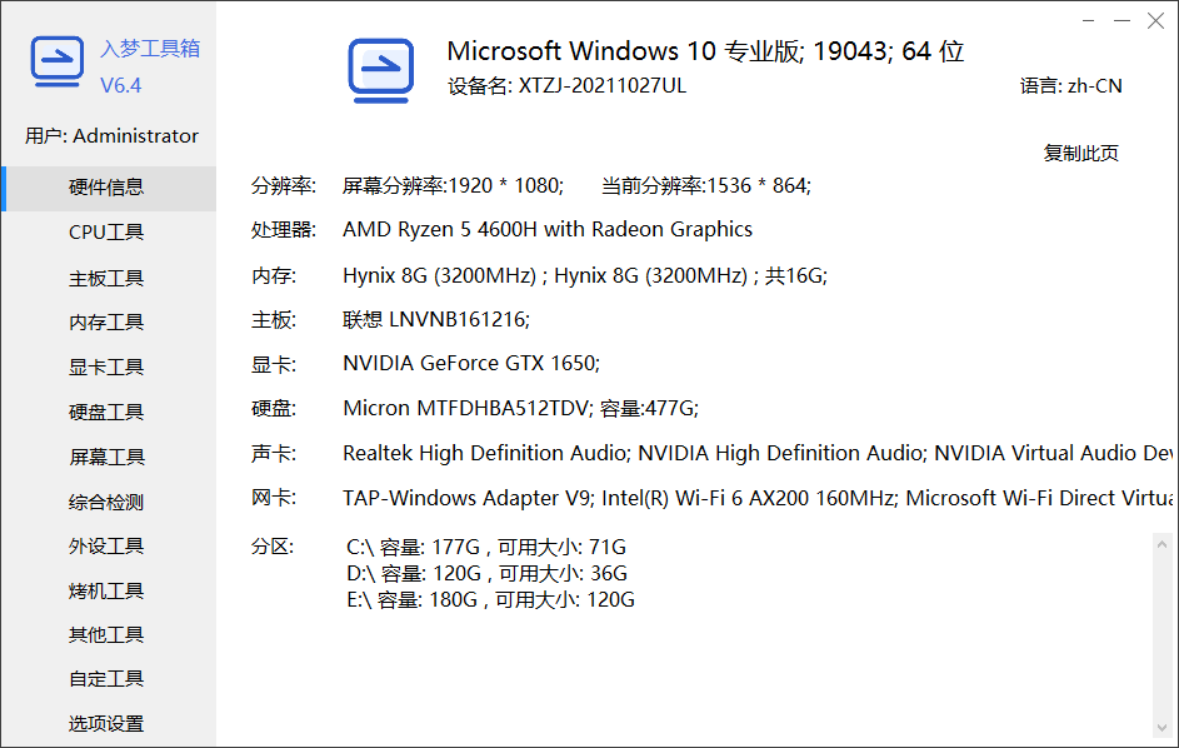 入梦工具箱
V6.4
用户: Administrator
硬件信息
CPU工具
主板工具
内存工具
显卡工具
硬盘工具
屏幕工具
综合检测
外设工具
烤机工具
其他工具
自定工具
选项设置
Microsoft Windows 10 专业版; 19043; 64 位
设备名: XTZJ-20211027UL
语言: zh-CN
复制此页
分辨率: 屏幕分辨率:1920 * 1080; 当前分辨率:1536 * 864;
处理器: AMD Ryzen 5 4600H with Radeon Graphics
内存: Hynix 8G (3200MHz) ; Hynix 8G (3200MHz) ; 共16G;
主板: 联想 LNVNB161216;
显卡: NVIDIA GeForce GTX 1650;
硬盘: Micron MTFDHBA512TDV; 容量:477G;
声卡: Realtek High Definition Audio; NVIDIA High Definition Audio; NVIDIA Virtual Audio Dev
网卡: TAP-Windows Adapter V9; Intel(R) Wi-Fi 6 AX200 160MHz; Microsoft Wi-Fi Direct Virtua
分区: C:\ 容量: 177G , 可用大小: 71G
D:\ 容量: 120G , 可用大小: 36G
E:\ 容量: 180G , 可用大小: 120G